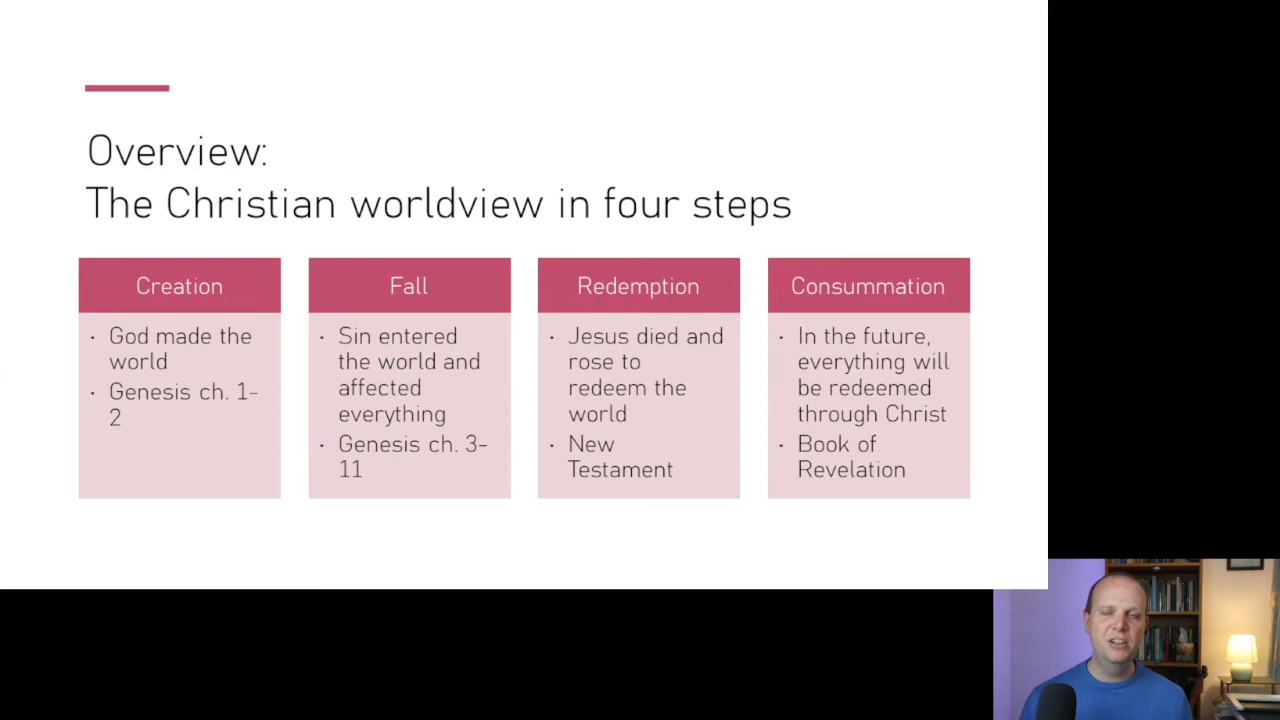 Overview:
The Christian worldview in four steps
Creation
· God made the
world
· Genesis ch. 1-
2
Fall
· Sin entered
the world and
affected
everything
· Genesis ch. 3-
11
Redemption
· Jesus died and
rose to
redeem the
world
· New
Testament
Consummation
· In the future,
everything will
be redeemed
through Christ
· Book of
Revelation